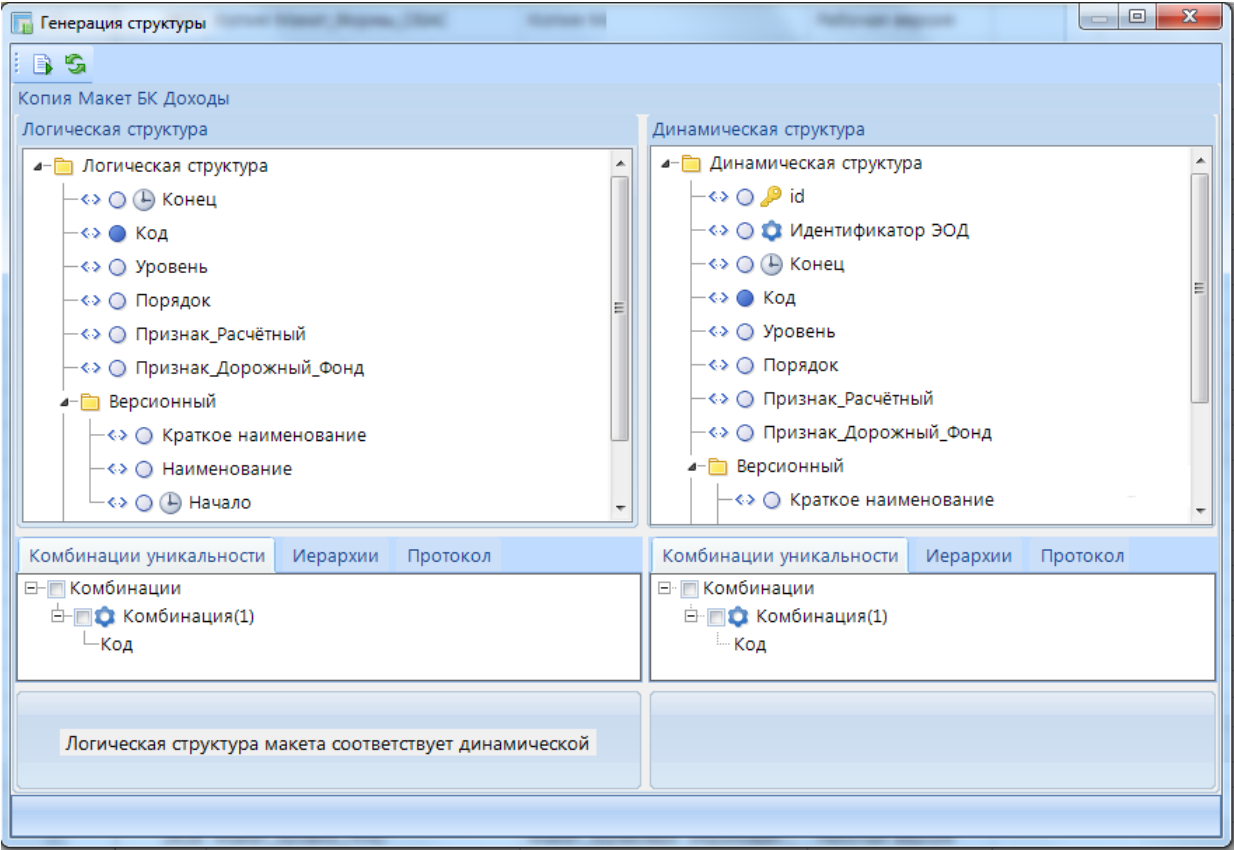 Генерация структуры
Копия Макет БК Доходы
Логическая структура
Логическая структура
Конец
Код
Уровень
Порядок
Признак_Расчётный
Признак_Дорожный_Фонд
Версионный
Краткое наименование
Наименование
Начало
Динамическая структура
Динамическая структура
id
Идентификатор ЭОД
Конец
Код
Уровень
Порядок
Признак_Расчётный
Признак_Дорожный_Фонд
Версионный
Краткое наименование
Комбинации уникальности Иерархии Протокол
Комбинации
Комбинация(1)
Код
Комбинации уникальности Иерархии Протокол
Комбинации
Комбинация(1)
Код
Логическая структура макета соответствует динамической